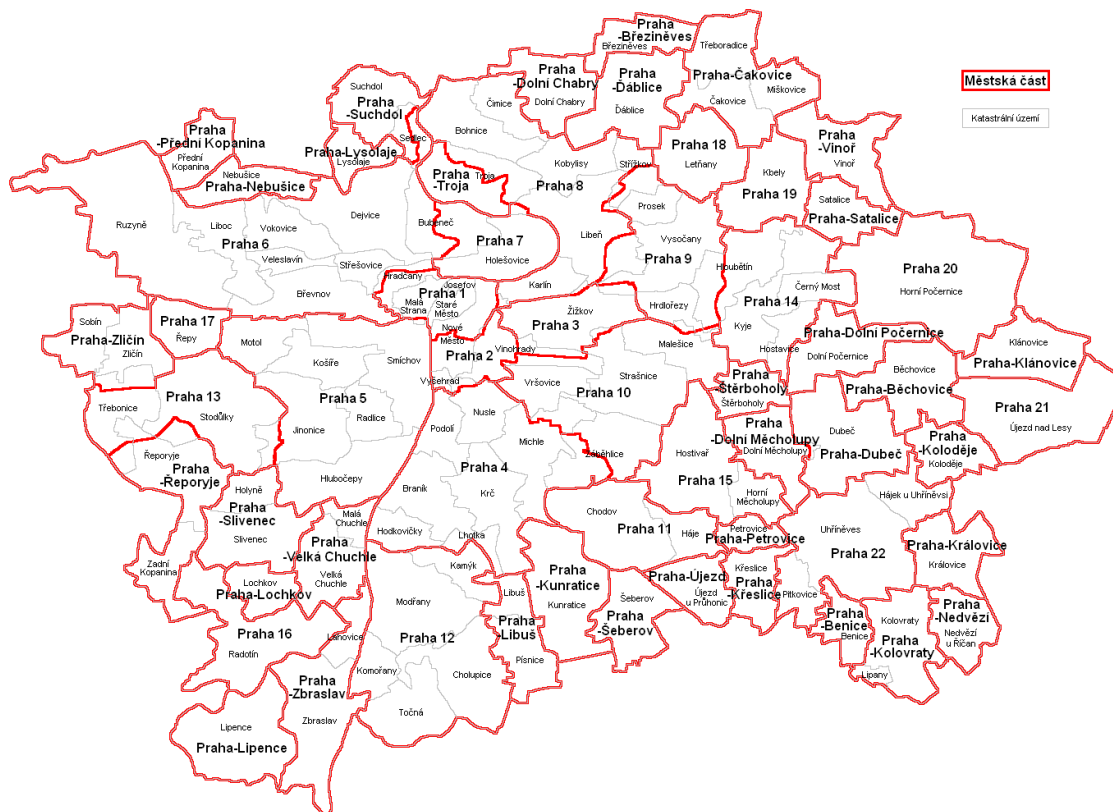 Praha
-Březiněves
Březiněves
Třeboradice
Praha
-Dolní Chabry
Dolní Chabry
Praha
-Ďáblice
Ďáblice
Praha-Čakovice
Čakovice
Miškovice
Suchdol
Praha
-Suchdol
Sedlec
Čimice
Bohnice
Praha
-Přední Kopanina
Přední
Kopanina
Praha-Lysolaje
Lysolaje
Nebušice
Praha-Nebušice
Praha
-Troja
Troja
Kobylisy
Střížkov
Praha 8
Praha 18
Letňany
Praha
-Vinoř
Vinoř
Kbely
Praha 19
Satalice
Praha-Satalice
Městská část
Katastrální území
Ruzyně
Liboc
Vokovice
Dejvice
Praha 6
Veleslavín
Střešovice
Břevnov
Bubeneč
Praha 7
Holešovice
Libeň
Prosek
Vysočany
Praha 9
Hloubětín
Hrdlořezy
Praha 20
Horní Počernice
Černý Most
Praha 14
Kyje
Hostavice
Hradčany
Josefov
Praha 1
Malá
Strana
Staré
Město
Nové
Město
Karlín
Žižkov
Praha 3
Malešice
Praha 2
Vinohrady
Vyšehrad
Sobín
Praha-Zličín
Zličín
Praha 17
Řepy
Motol
Košíře
Smíchov
Praha 5
Radlice
Jinonice
Hlubočepy
Praha 13
Třebonice
Stodůlky
Řeporyje
Praha
-Řeporyje
Strašnice
Vršovice
Praha 10
Záběhlice
Praha-Dolní Počernice
Dolní Počernice
Klánovice
Praha-Klánovice
Běchovice
Praha-Běchovice
Praha
-Štěrboholy
Štěrboholy
Praha 21
Újezd nad Lesy
Praha
-Dolní Měcholupy
Dolní Měcholupy
Dubeč
Praha-Dubeč
Praha
-Koloděje
Koloděje
Podolí
Nusle
Michle
Praha 4
Braník
Krč
Hodkovičky
Lhotka
Hostivař
Praha 15
Horní
Měcholupy
Hájek u Uhříněvsi
Holyně
Praha
-Slivenec
Slivenec
Malá
Chuchle
Praha
-Velká Chuchle
Velká
Chuchle
Zadní
Kopanina
Lochkov
Praha-Lochkov
Chodov
Praha 11
Háje
Petrovice
Praha-Petrovice
Uhříněves
Praha 22
Praha-Královice
Královice
Kamýk
Modřany
Praha 12
Libuš
Praha
-Libuš
Písnice
Praha
-Kunratice
Kunratice
Šeberov
Praha
-Šeberov
Praha-Újezd
Újezd
u Průhonic
Křeslice
Praha
-Křeslice
Pitkovice
Praha
-Benice
Benice
Kolovraty
Praha
-Kolovraty
Lipany
Praha
-Nedvězí
Nedvězí
u Říčan
Praha 16
Radotín
Lahovice
Komořany
Cholupice
Točná
Praha
-Zbraslav
Zbraslav
Lipence
Praha-Lipence